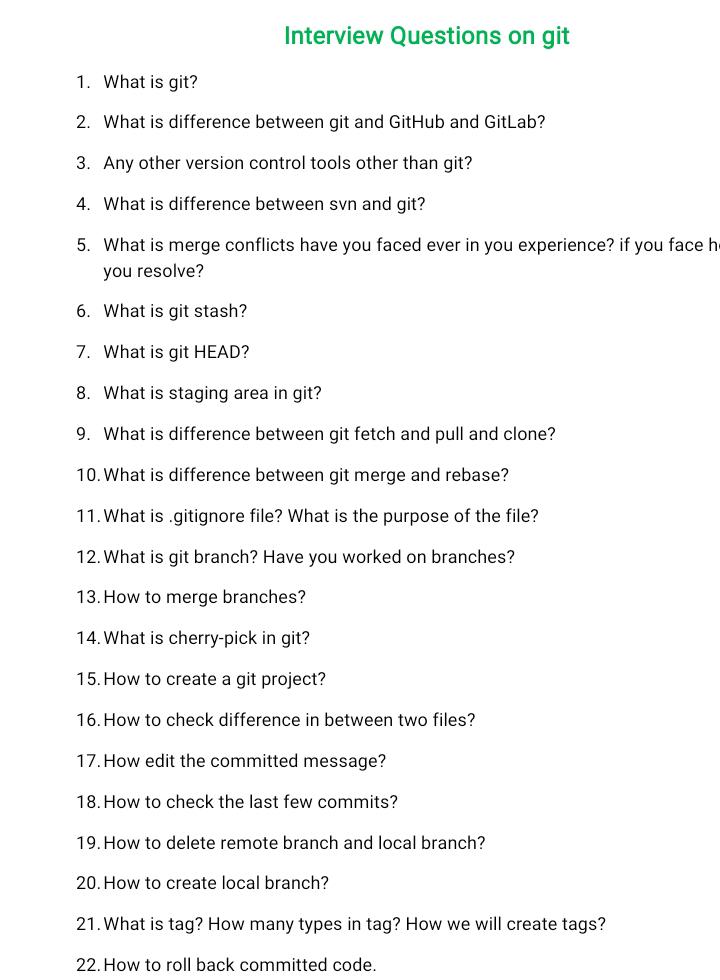 Interview Questions on git
1. What is git?
2. What is difference between git and GitHub and GitLab?
3. Any other version control tools other than git?
4. What is difference between svn and git?
5. What is merge conflicts have you faced ever in you experience? if you face
you resolve?
6. What is git stash?
7. What is git HEAD?
8. What is staging area in git?
9. What is difference between git fetch and pull and clone?
10. What is difference between git merge and rebase?
11. What is .gitignore file? What is the purpose of the file?
12. What is git branch? Have you worked on branches?
13. How to merge branches?
14. What is cherry-pick in git?
15. How to create a git project?
16. How to check difference in between two files?
17. How edit the committed message?
18. How to check the last few commits?
19. How to delete remote branch and local branch?
20. How to create local branch?
21. What is tag? How many types in tag? How we will create tags?
22. How to roll back committed code.